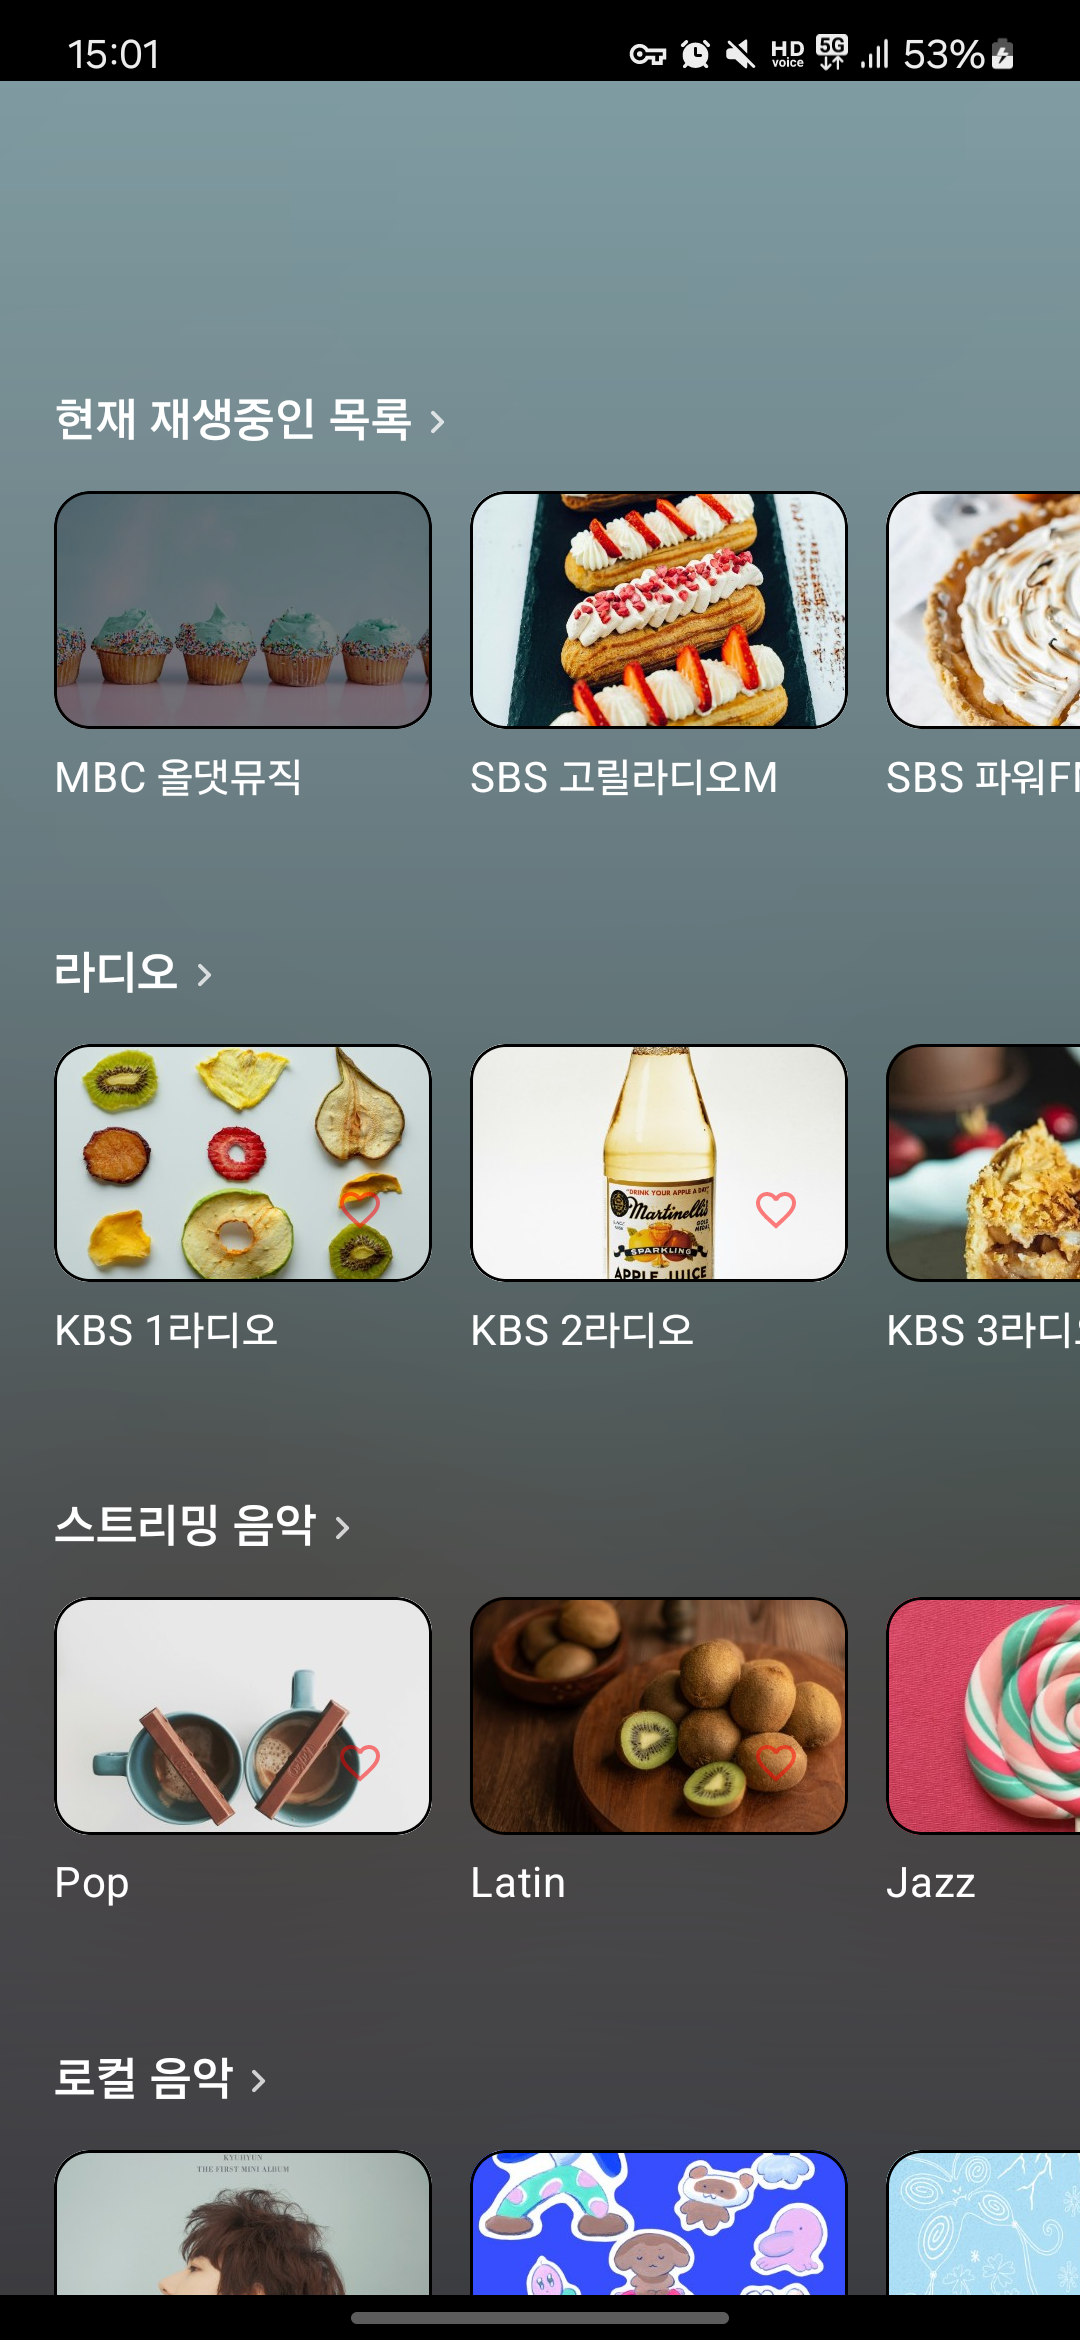 15:01
HD voice 5G 53%
현재 재생중인 목록
MBC 올댓뮤직
SBS 고릴라디오M
SBS 파워F
라디오
"DRINK YOUR APPLE A DAY"
Martinelli's
GOLD MEDAL
SPARKLING
APPLE JUICE
KBS 1라디오
KBS 2라디오
KBS 3라디
스트리밍 음악
Pop
Latin
Jazz
로컬 음악
KYUHYUN
THE FIRST MINI ALBUM